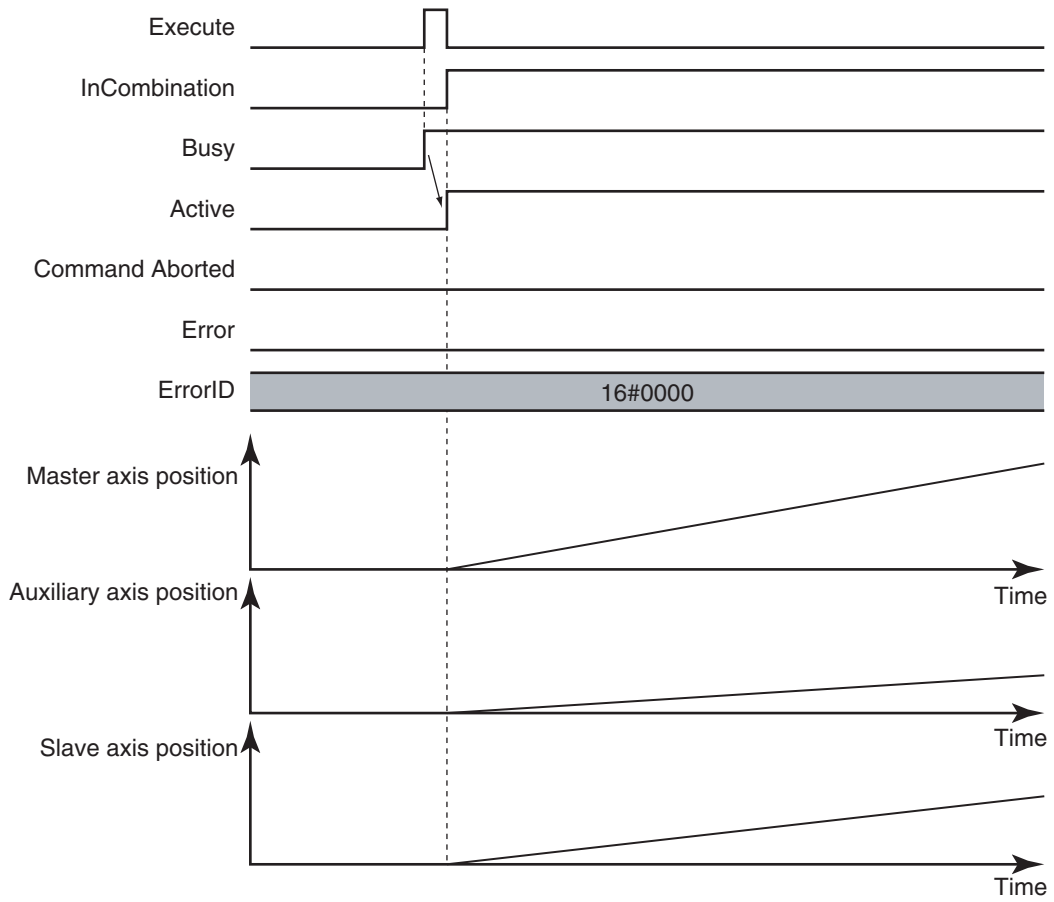 Execute
InCombination
Busy
Active
Command Aborted
Error
ErrorID
16#0000
Master axis position
Time
Auxiliary axis position
Time
Slave axis position
Time